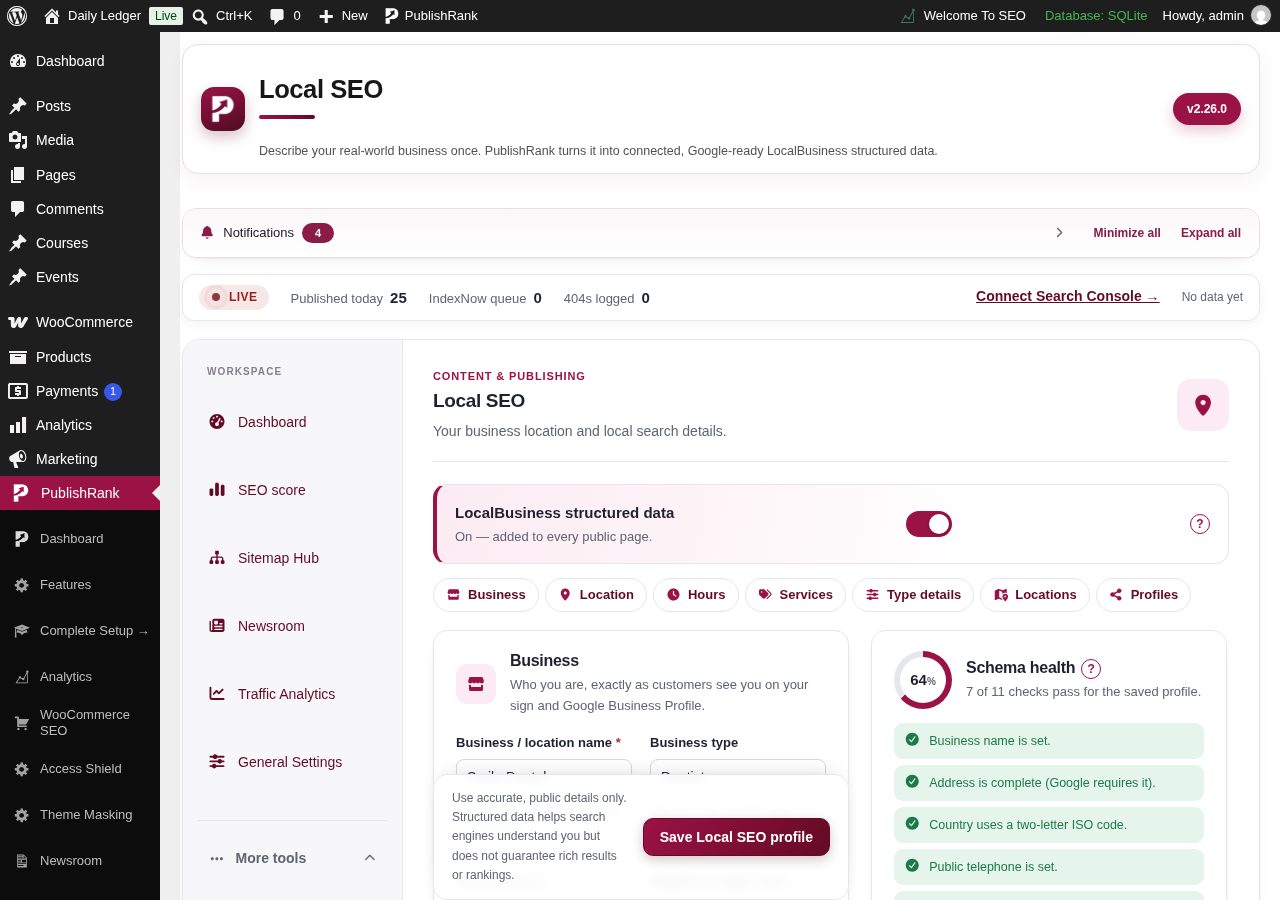 Daily Ledger
Live
Ctrl+K
0
New
PublishRank
Welcome To SEO
Database: SQLite
Howdy, admin
Dashboard
Posts
Media
Pages
Comments
Courses
Events
WooCommerce
Products
Payments 1
Analytics
Marketing
PublishRank
Dashboard
Features
Complete Setup →
Analytics
WooCommerce
SEO
Access Shield
Theme Masking
Newsroom
Local SEO
Describe your real-world business once. PublishRank turns it into connected, Google-ready LocalBusiness structured data.
v2.26.0
Notifications 4
Minimize all
Expand all
LIVE
Published today 25
IndexNow queue 0
404s logged 0
Connect Search Console →
No data yet
WORKSPACE
Dashboard
SEO score
Sitemap Hub
Newsroom
Traffic Analytics
General Settings
More tools
CONTENT & PUBLISHING
Local SEO
Your business location and local search details.
LocalBusiness structured data
On — added to every public page.
?
Business
Location
Hours
Services
Type details
Locations
Profiles
Business
Who you are, exactly as customers see you on your
sign and Google Business Profile.
Business / location name *
Business type
Use accurate, public details only.
Structured data helps search
engines understand you but
does not guarantee rich results
or rankings.
Save Local SEO profile
64%
Schema health ?
7 of 11 checks pass for the saved profile.
Business name is set.
Address is complete (Google requires it).
Country uses a two-letter ISO code.
Public telephone is set.